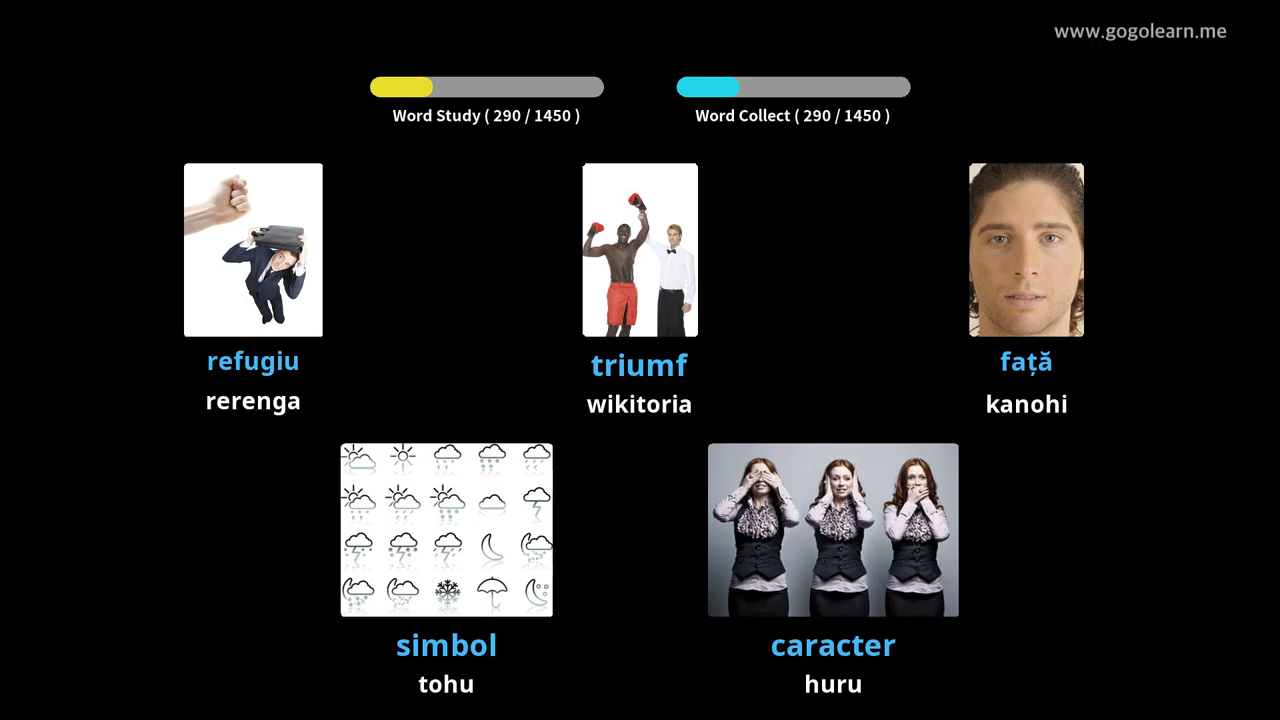 www.gogolearn.me
Word Study ( 290 / 1450 )
Word Collect ( 290 / 1450 )
refugiu
rerenga
triumf
wikitoria
față
kanohi
simbol
tohu
caracter
huru